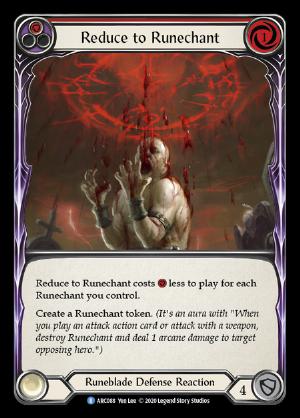 Reduce to Runechant
1
Reduce to Runechant costs less to play for each
Runechant you control.
Create a Runechant token. (It's an aura with "When
you play an attack action card or attack with a weapon,
destroy Runechant and deal 1 arcane damage to target
opposing hero.")
Runeblade Defense Reaction
4
ARC088 Yen Lee © 2020 Legend Story Studios